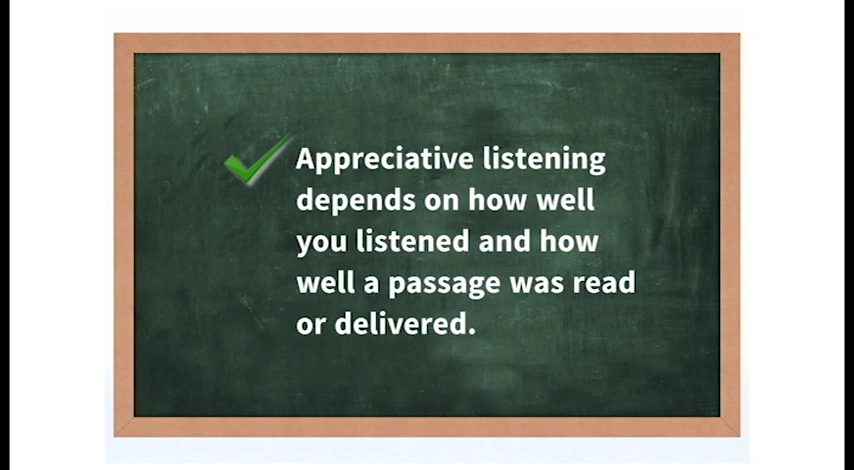 Appreciative listening
depends on how well
you listened and how
well a passage was read
or delivered.